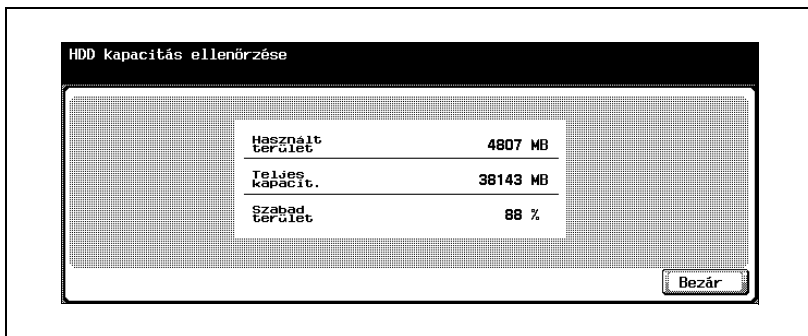 HDD kapacitás ellenőrzése
Használt
terület
4807 MB
Teljes
kapacit.
38143 MB
Szabad
terület
88 %
Bezár